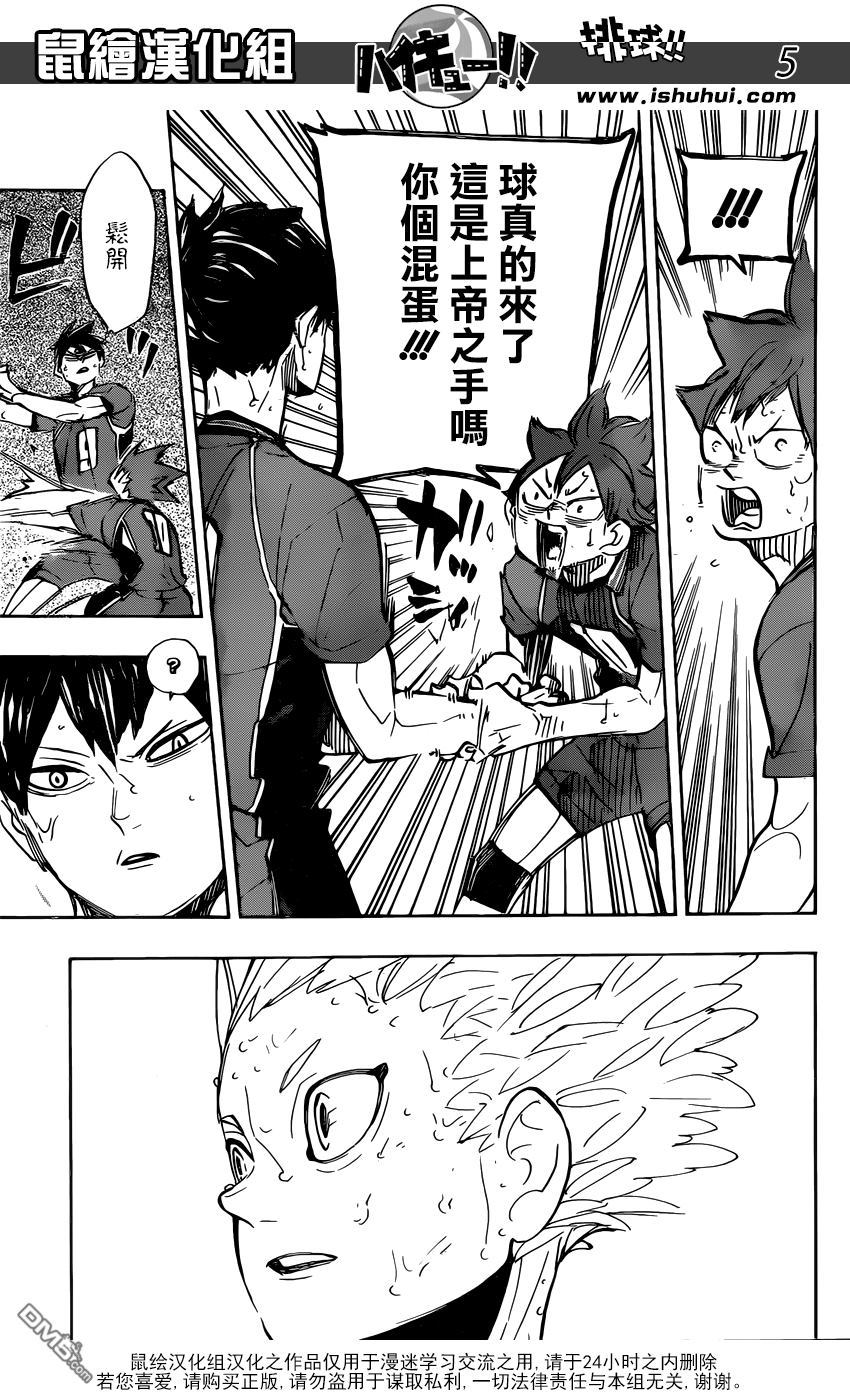 鼠繪漢化組
ハイキュー!!
排球!!
5
www.ishuhui.com
!!!
球真的來了
這是上帝之手嗎
你個混蛋!!!
ガッ
鬆開
ビ
?
DM5.com
鼠绘汉化组汉化之作品仅用于漫迷学习交流之用, 请于24小时之内删除
若您喜爱, 请购买正版, 请勿用于谋取私利, 一切法律责任与本组无关, 谢谢.